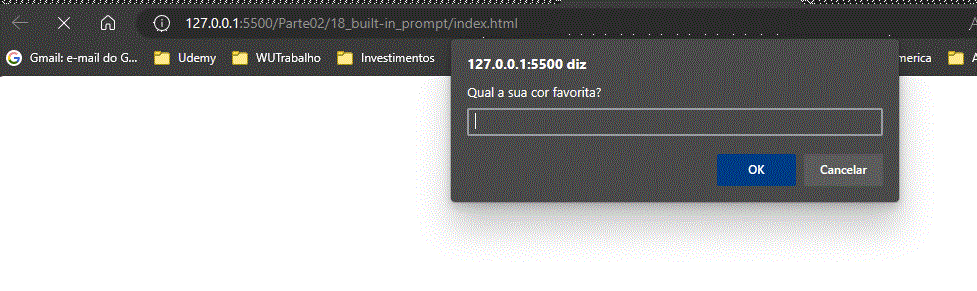 127.0.0.1:5500/Parte02/18_built-in_prompt/index.html
Gmail: e-mail do G... Udemy WUTrabalho Investimentos merica A
127.0.0.1:5500 diz
Qual a sua cor favorita?
OK Cancelar